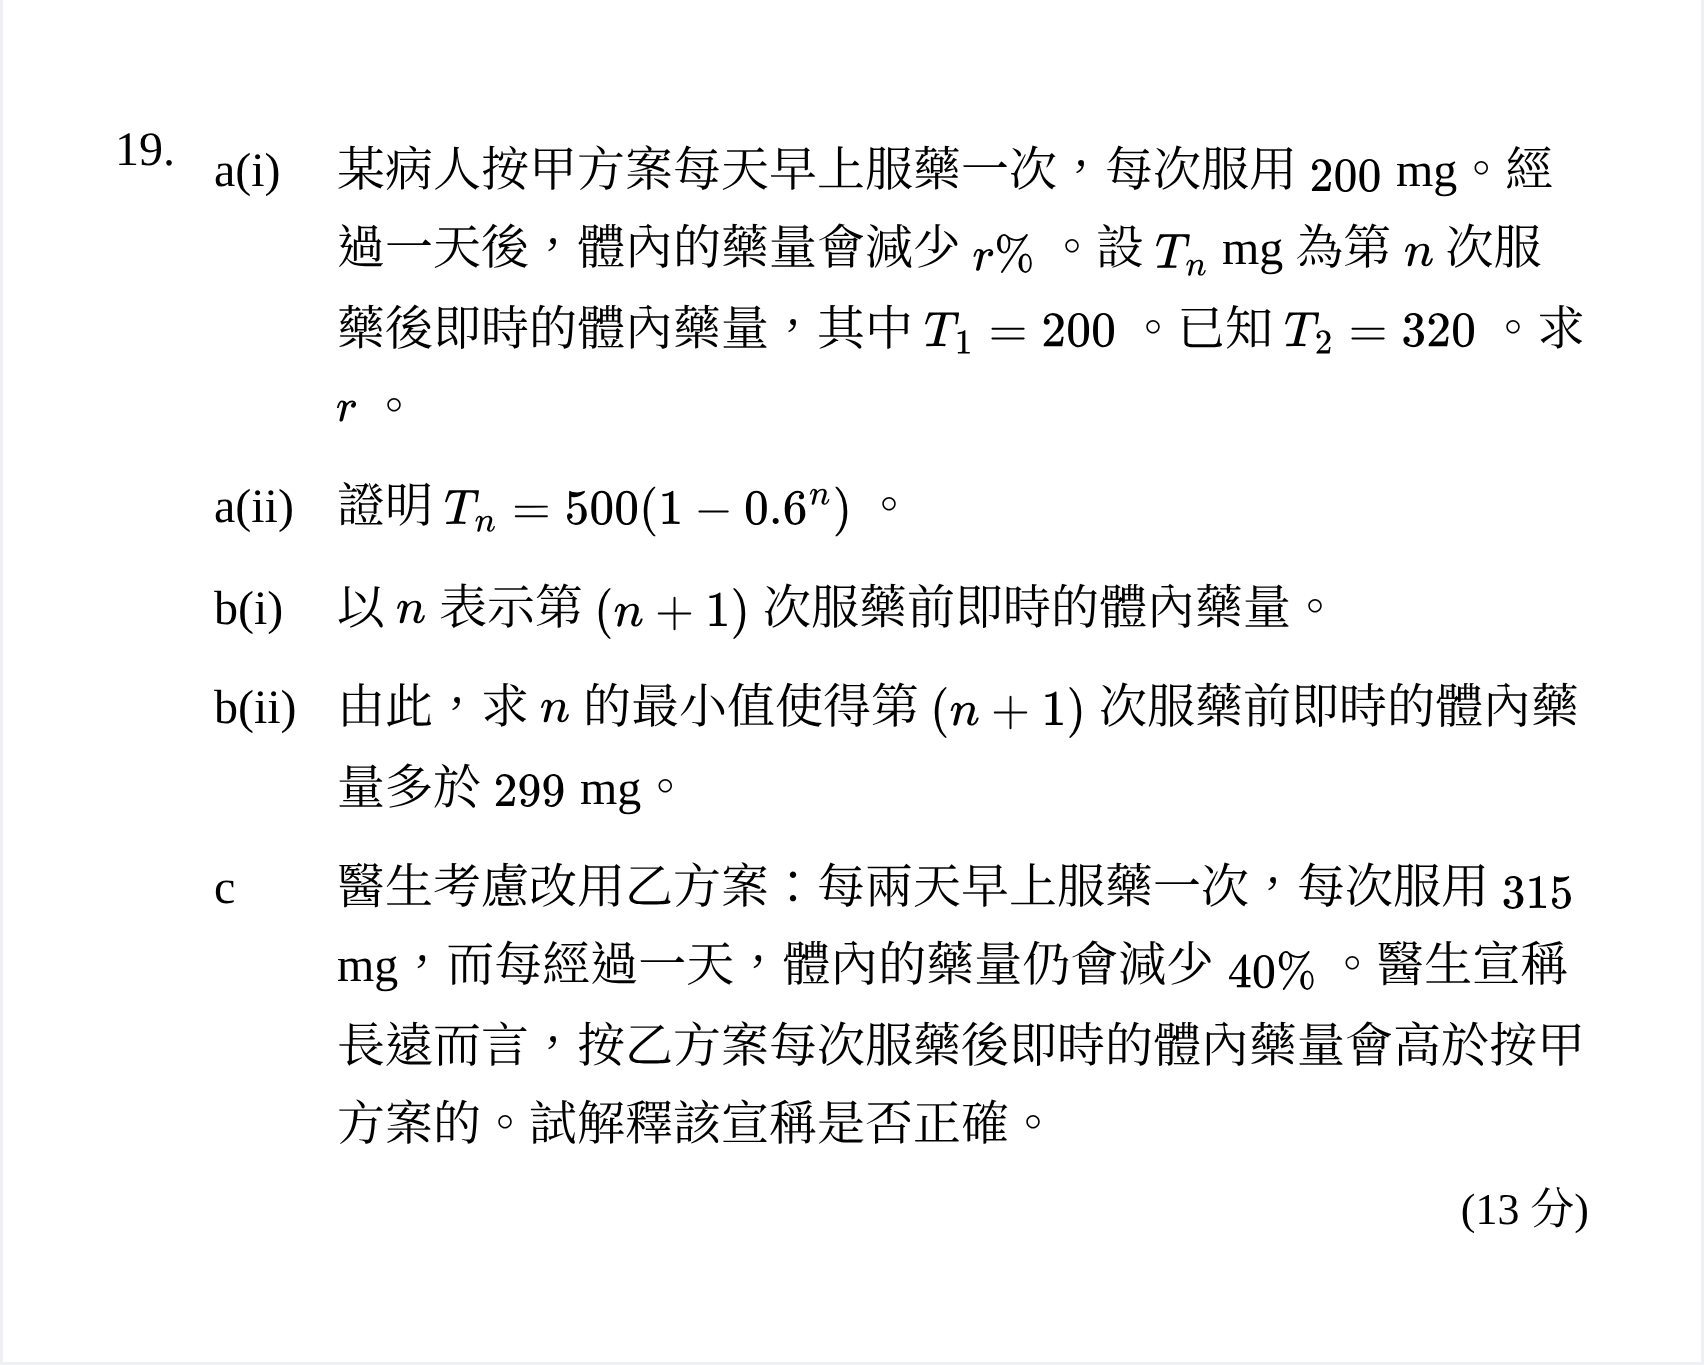 19. a(i) 某病人按甲方案每天早上服藥一次，每次服用 200 mg。經
過一天後，體內的藥量會減少 r% 。設 Tₙ mg 為第 n 次服
藥後即時的體內藥量，其中 T₁ = 200 。已知 T₂ = 320 。求
r 。
a(ii) 證明 Tₙ = 500(1 − 0.6ⁿ) 。
b(i) 以 n 表示第 (n + 1) 次服藥前即時的體內藥量。
b(ii) 由此，求 n 的最小值使得第 (n + 1) 次服藥前即時的體內藥
量多於 299 mg。
c 醫生考慮改用乙方案：每兩天早上服藥一次，每次服用 315
mg，而每經過一天，體內的藥量仍會減少 40% 。醫生宣稱
長遠而言，按乙方案每次服藥後即時的體內藥量會高於按甲
方案的。試解釋該宣稱是否正確。
(13 分)